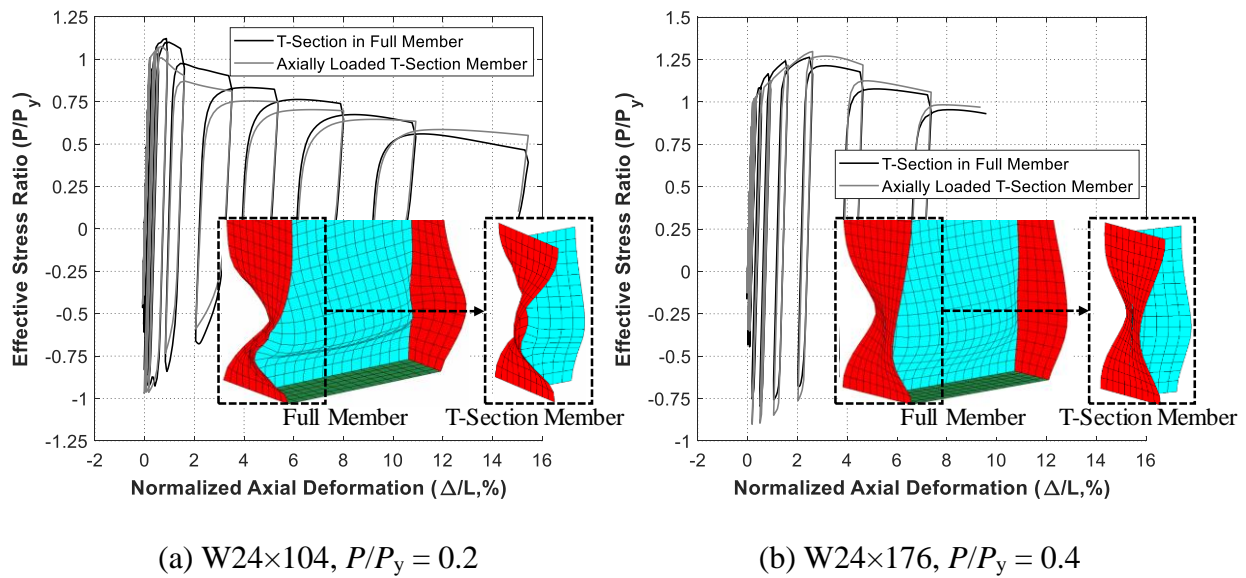 1.25
1
0.75
0.5
0.25
0
-0.25
-0.5
-0.75
-1
-1.25
-2 0 2 4 6 8 10 12 14 16
Effective Stress Ratio (P/Py)
Normalized Axial Deformation (Δ/L,%)
T-Section in Full Member
Axially Loaded T-Section Member
Full Member
T-Section Member
(a) W24×104, P/Py = 0.2
1.5
1.25
1
0.75
0.5
0.25
0
-0.25
-0.5
-0.75
-1
-2 0 2 4 6 8 10 12 14 16
Effective Stress Ratio (P/Py)
Normalized Axial Deformation (Δ/L,%)
T-Section in Full Member
Axially Loaded T-Section Member
Full Member
T-Section Member
(b) W24×176, P/Py = 0.4